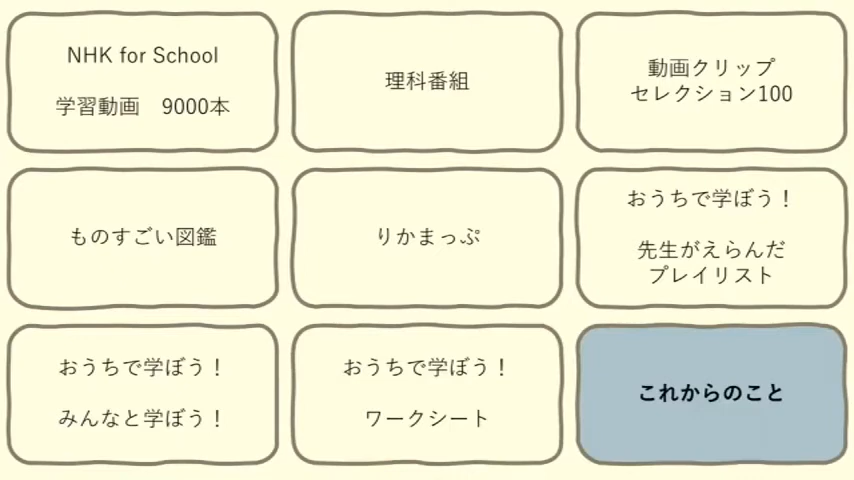 NHK for School
学習動画　9000本
理科番組
動画クリップ
セレクション100
ものすごい図鑑
りかまっぷ
おうちで学ぼう！
先生がえらんだ
プレイリスト
おうちで学ぼう！
みんなと学ぼう！
おうちで学ぼう！
ワークシート
これからのこと